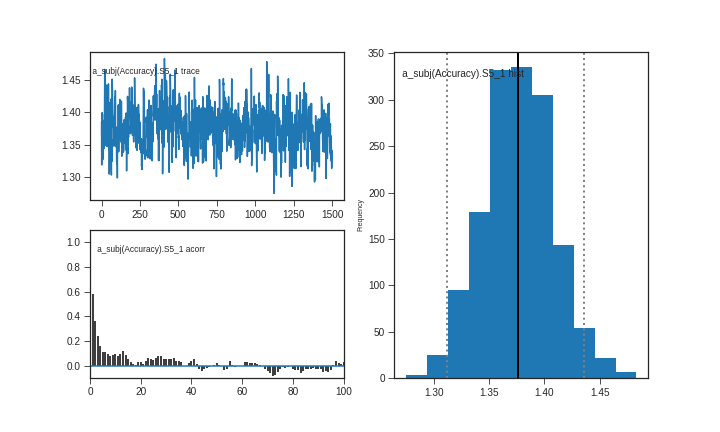 a_subj(Accuracy).S5_1 trace
1.45
1.40
1.35
1.30
0 250 500 750 1000 1250 1500
a_subj(Accuracy).S5_1 acorr
1.0
0.8
0.6
0.4
0.2
0.0
0 20 40 60 80 100
a_subj(Accuracy).S5_1 hist
Frequency
350
300
250
200
150
100
50
0
1.30 1.35 1.40 1.45